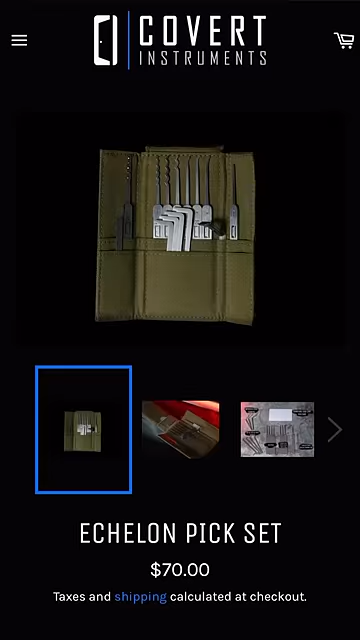 COVERT
INSTRUMENTS
ECHELON PICK SET
$70.00
Taxes and shipping calculated at checkout.